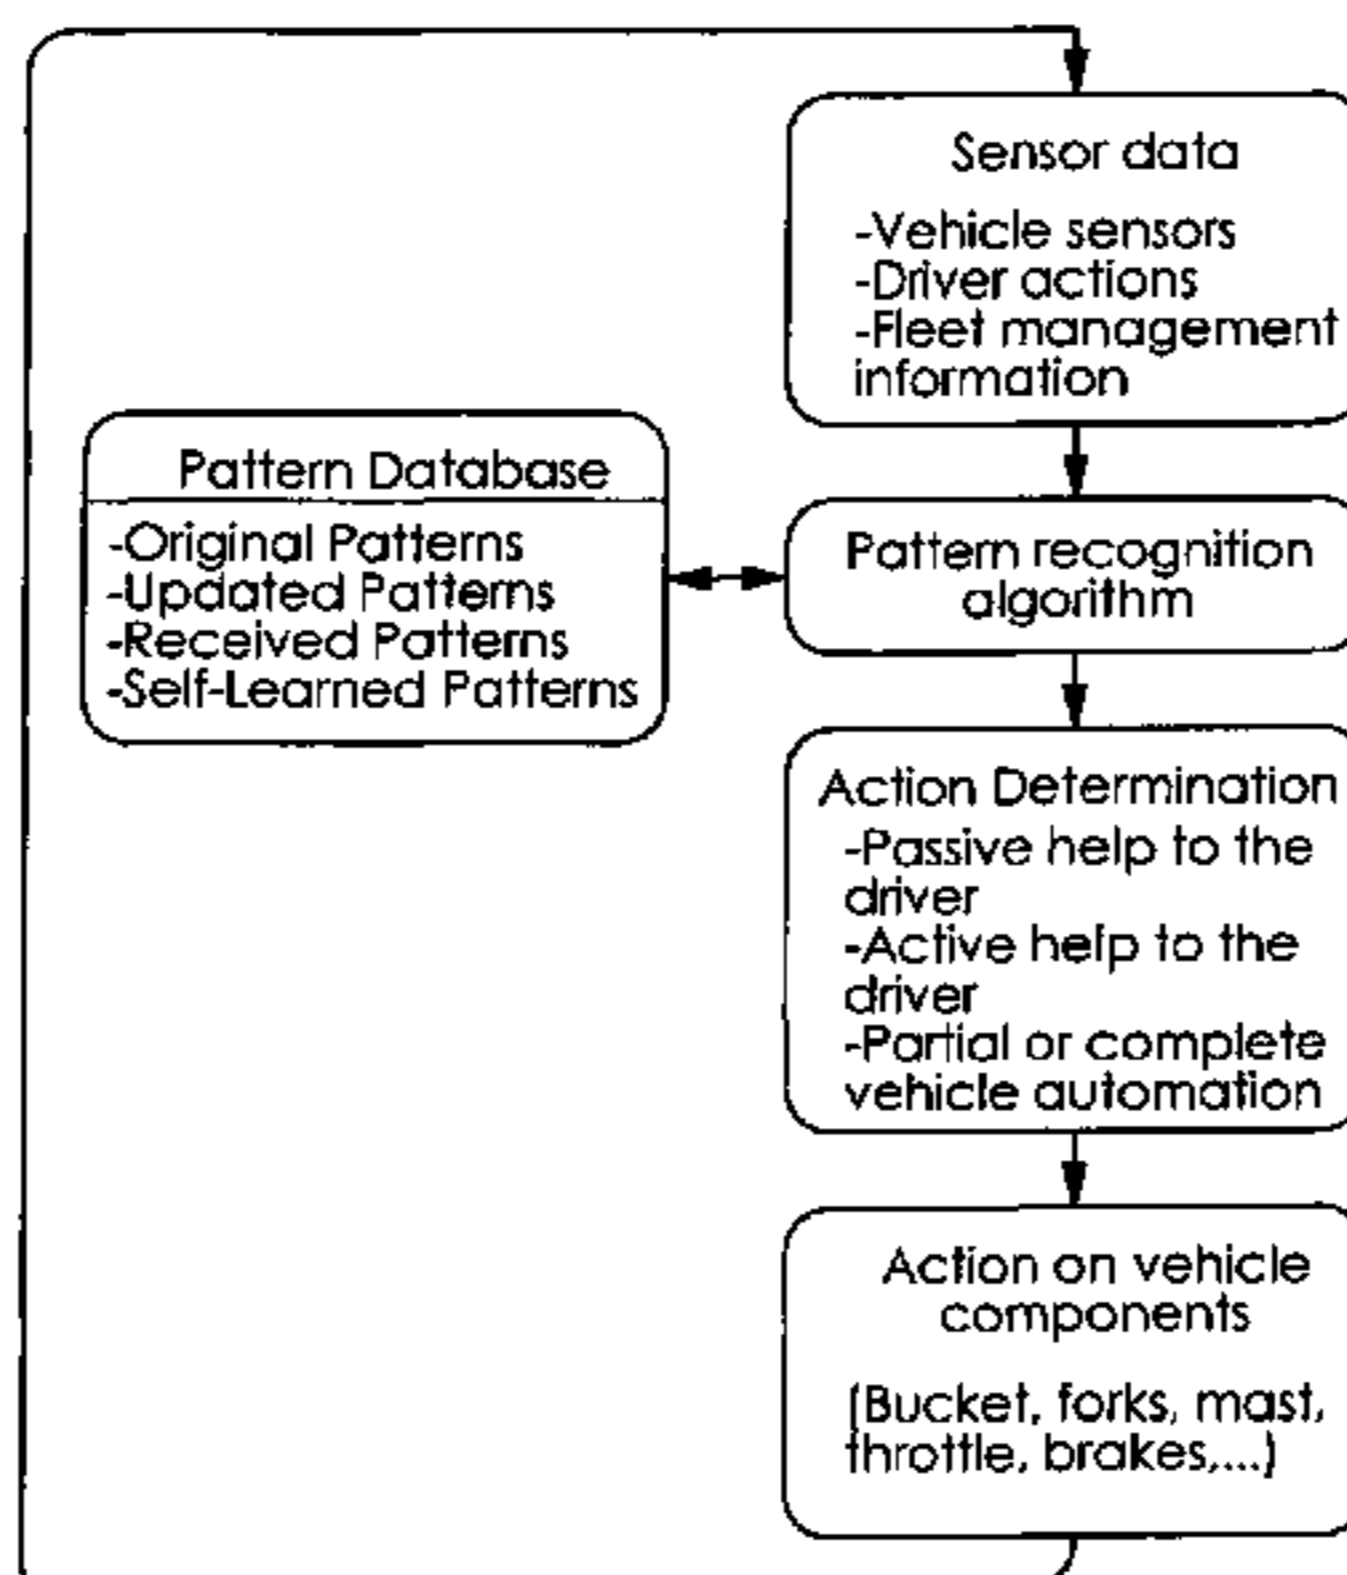 Sensor data
-Vehicle sensors
-Driver actions
-Fleet management
information
Pattern Database
-Original Patterns
-Updated Patterns
-Received Patterns
-Self-Learned Patterns
Pattern recognition
algorithm
Action Determination
-Passive help to the
driver
-Active help to the
driver
-Partial or complete
vehicle automation
Action on vehicle
components
(Bucket, forks, mast,
throttle, brakes,...)